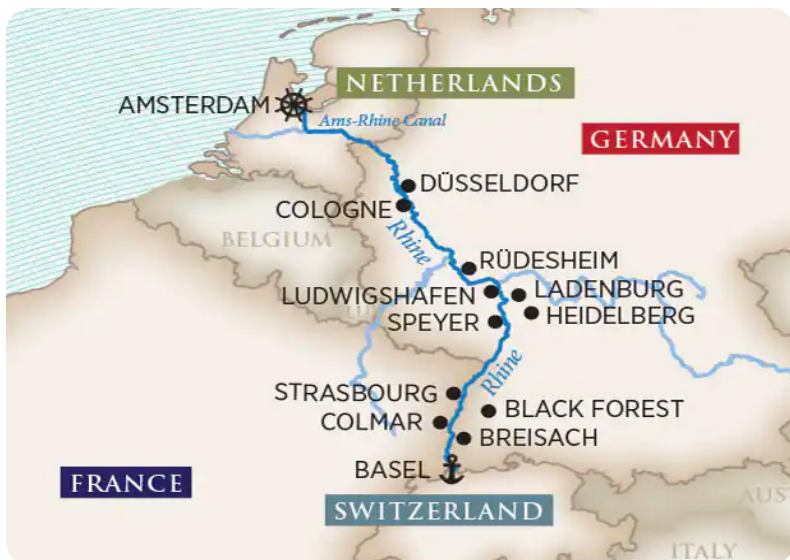 NETHERLANDS
AMSTERDAM
Ams-Rhine Canal
GERMANY
DÜSSELDORF
COLOGNE
Rhine
BELGIUM
RÜDESHEIM
LUDWIGSHAFEN
LADENBURG
SPEYER
HEIDELBERG
Rhine
STRASBOURG
COLMAR
BLACK FOREST
BREISACH
BASEL
FRANCE
SWITZERLAND
ITALY